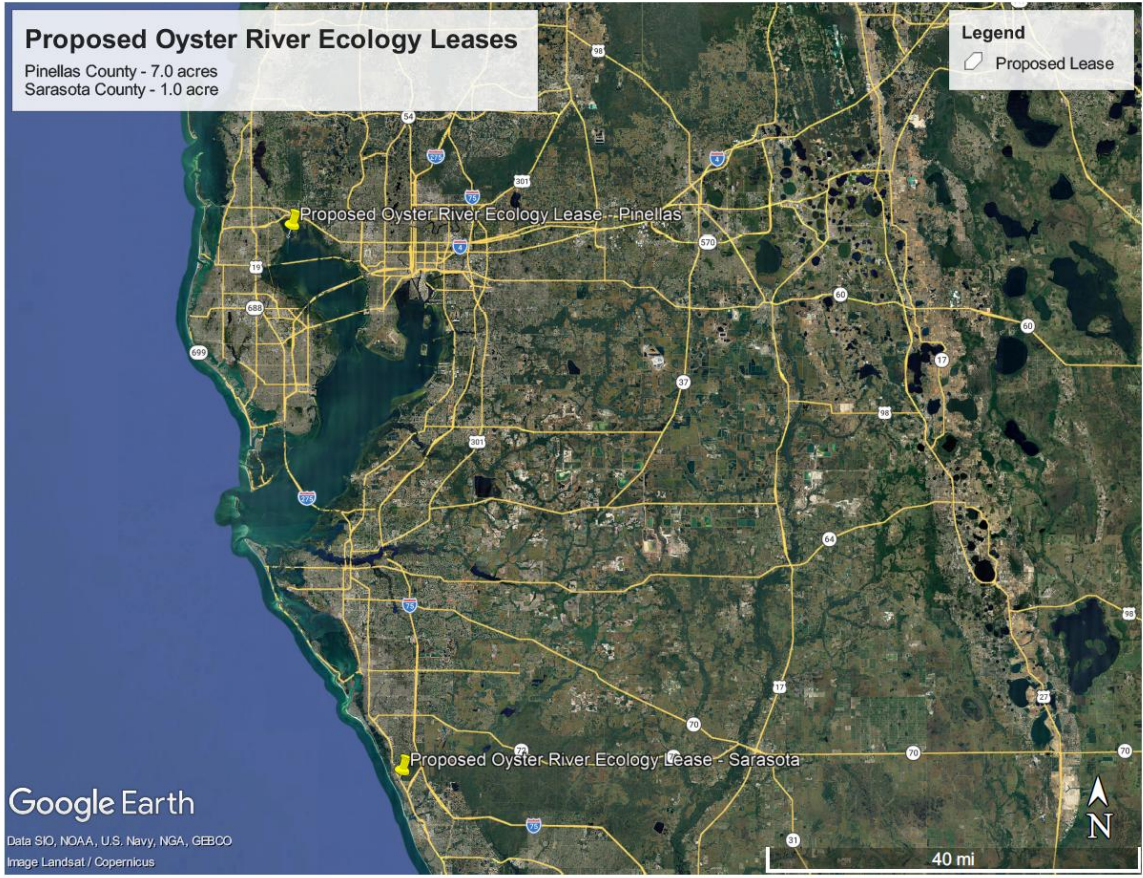 Proposed Oyster River Ecology Leases
Pinellas County - 7.0 acres
Sarasota County - 1.0 acre
Legend
Proposed Lease
98
54
275
4
301
75
Proposed Oyster River Ecology Lease - Pinellas
570
4
19
60
688
60
699
17
37
98
301
275
64
75
98
17
27
70
72
70
70
Proposed Oyster River Ecology Lease - Sarasota
Google Earth
75
31
N
Data SIO, NOAA, U.S. Navy, NGA, GEBCO
Image Landsat / Copernicus
40 mi